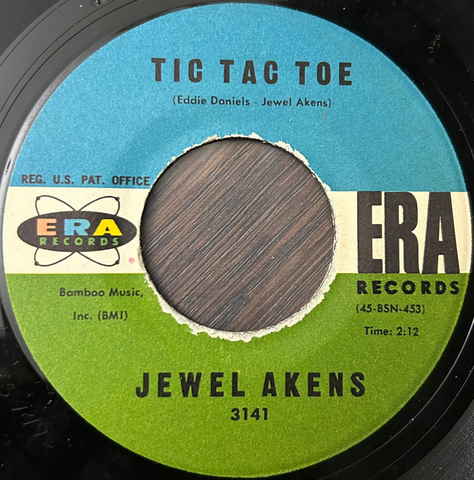 TIC TAC TOE
(Eddie Daniels - Jewel Akens)
REG. U.S. PAT. OFFICE
ERA
RECORDS
ERA
RECORDS
Bamboo Music,
Inc. (BMI)
(45-BSN-453)
Time: 2:12
JEWEL AKENS
3141